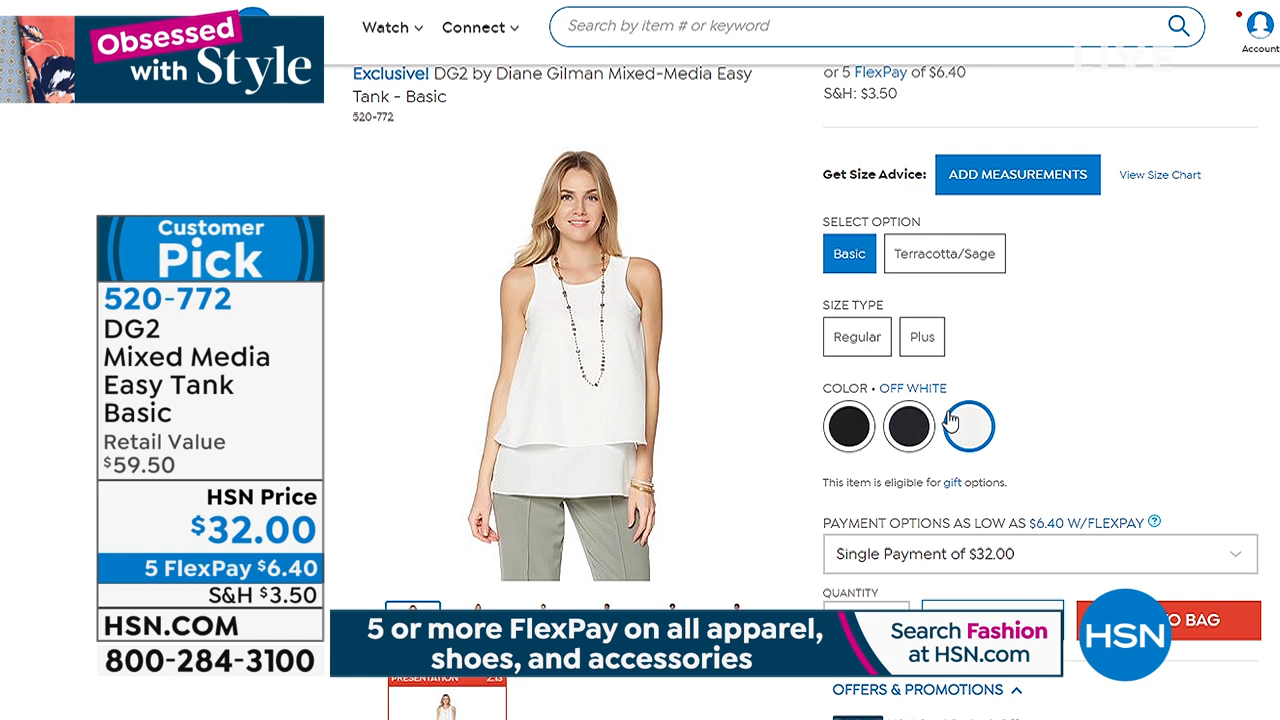 Obsessed
with Style
Watch
Connect
Search by item # or keyword
Account
LIVE
Exclusive! DG2 by Diane Gilman Mixed-Media Easy
Tank - Basic
520-772
or 5 FlexPay of $6.40
S&H: $3.50
Get Size Advice:
ADD MEASUREMENTS
View Size Chart
SELECT OPTION
Basic
Terracotta/Sage
SIZE TYPE
Regular
Plus
COLOR • OFF WHITE
This item is eligible for gift options.
PAYMENT OPTIONS AS LOW AS $6.40 W/FLEXPAY ?
Single Payment of $32.00
QUANTITY
TO BAG
OFFERS & PROMOTIONS
Customer
Pick
520-772
DG2
Mixed Media
Easy Tank
Basic
Retail Value
$59.50
HSN Price
$32.00
5 FlexPay $6.40
S&H $3.50
HSN.COM
800-284-3100
5 or more FlexPay on all apparel,
shoes, and accessories
Search Fashion
at HSN.com
HSN
PRESENTATION